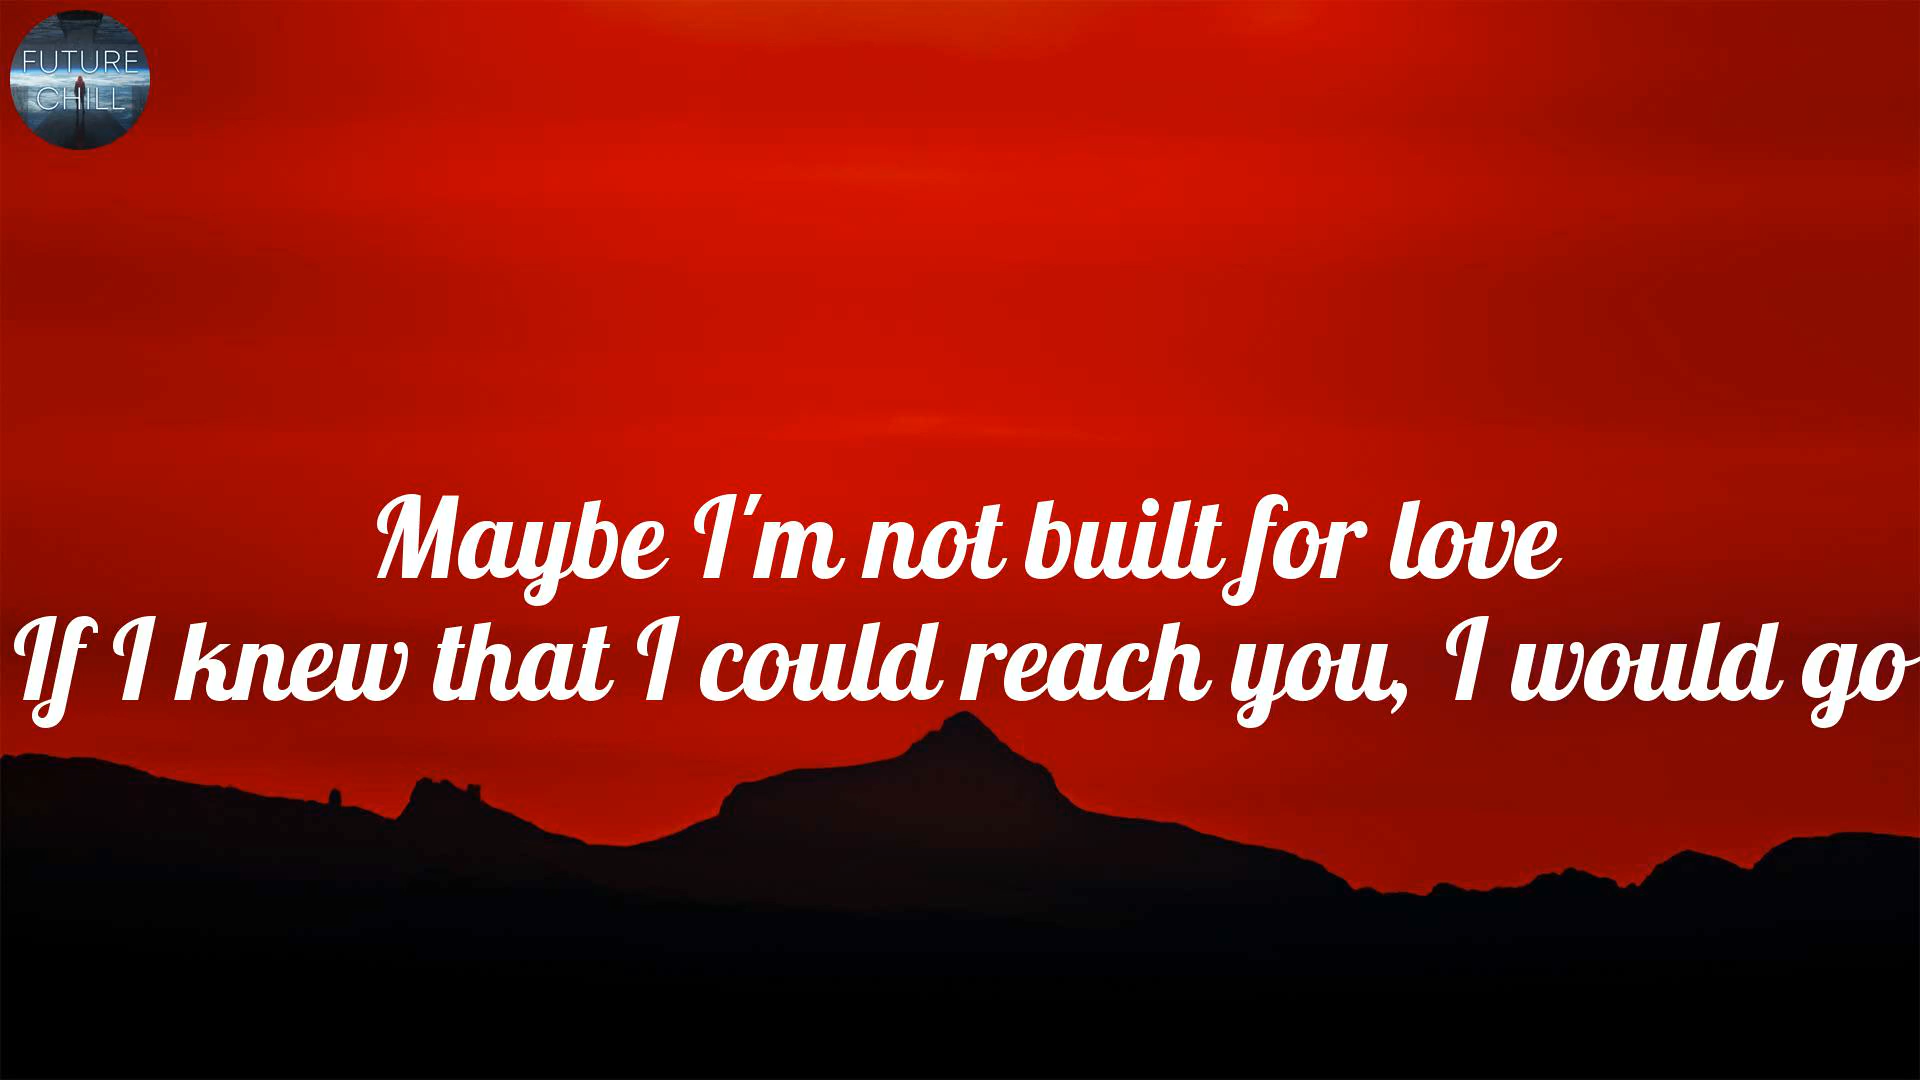 FUTURE
CHILL
Maybe I'm not built for love
If I knew that I could reach you, I would go